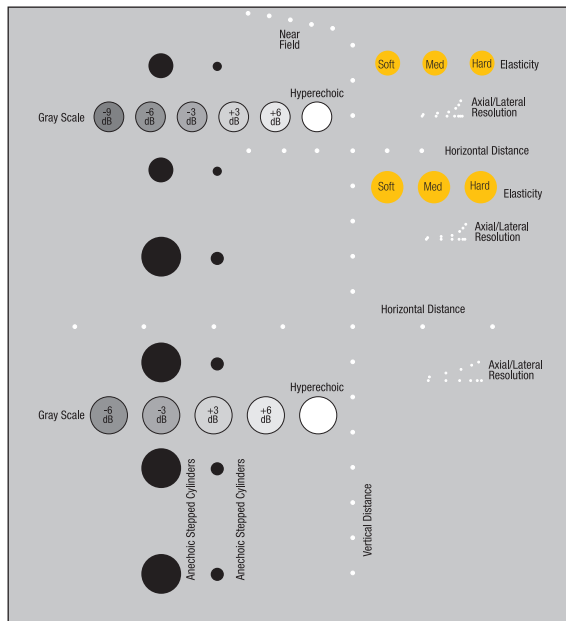 Near
Field
Soft
Med
Hard
Elasticity
Hyperechoic
Gray Scale
-9
dB
-6
dB
-3
dB
+3
dB
+6
dB
Axial/Lateral
Resolution
Horizontal Distance
Soft
Med
Hard
Elasticity
Axial/Lateral
Resolution
Horizontal Distance
Axial/Lateral
Resolution
Hyperechoic
Gray Scale
-6
dB
-3
dB
+3
dB
+6
dB
Anechoic Stepped Cylinders
Anechoic Stepped Cylinders
Vertical Distance